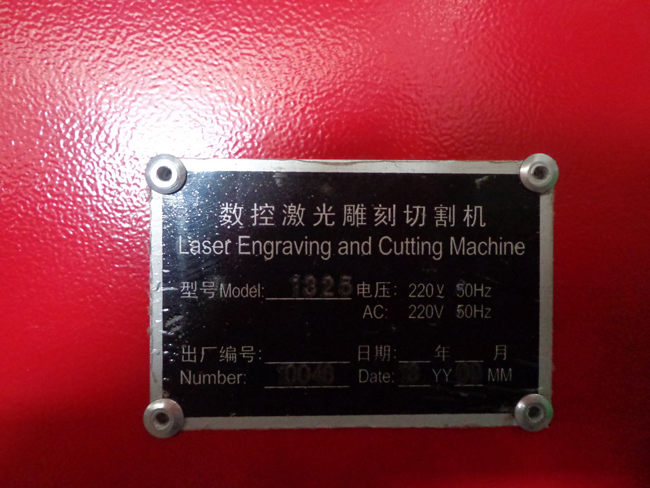 数控激光雕刻切割机
Laser Engraving and Cutting Machine
型号Model: 1325 电压: 220V 50Hz
AC: 220V 50Hz
出厂编号: 日期: 年 月
Number: 10046 Date: YY MM